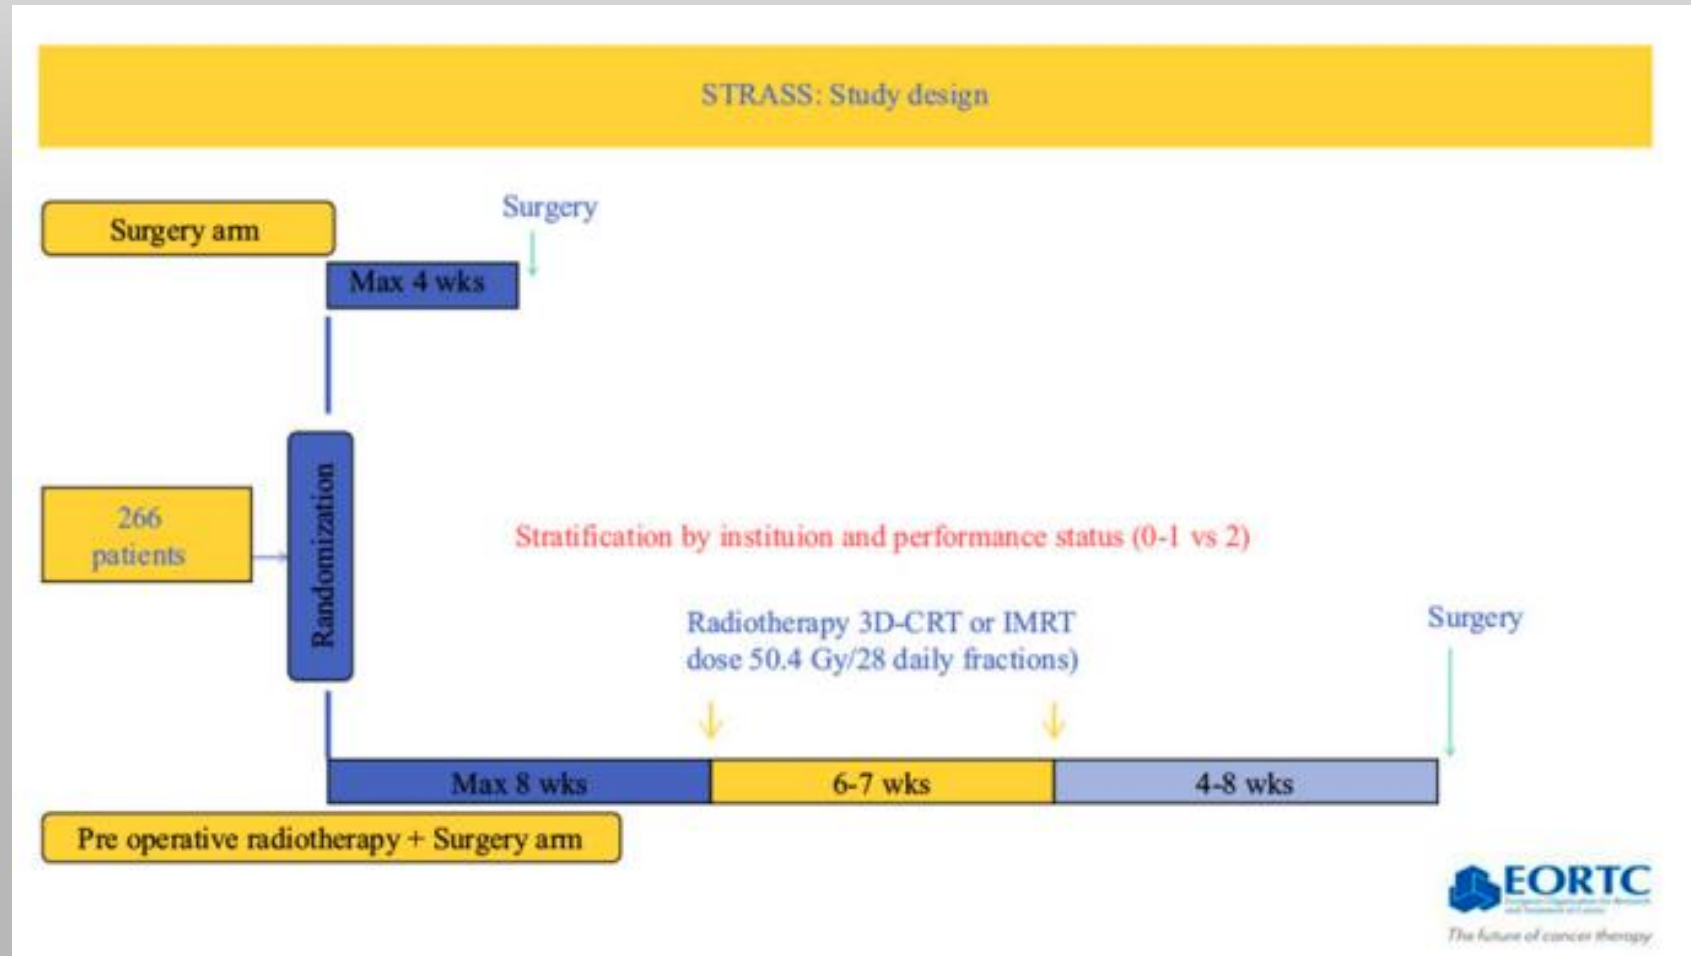 STRASS: Study design
Surgery arm
Surgery
Max 4 wks
266
patients
Randomization
Stratification by instituion and performance status (0-1 vs 2)
Radiotherapy 3D-CRT or IMRT
dose 50.4 Gy/28 daily fractions)
Surgery
Max 8 wks
6-7 wks
4-8 wks
Pre operative radiotherapy + Surgery arm
EORTC
The future of cancer therapy